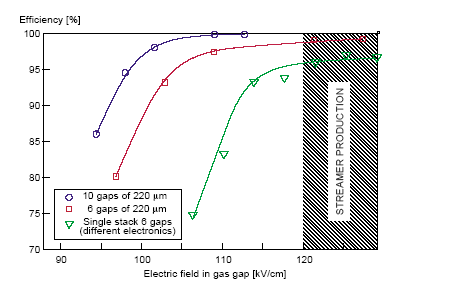 Efficiency [%]
100
95
90
85
80
75
70
10 gaps of 220 μm
6 gaps of 220 μm
Single stack 6 gaps
(different electronics)
STREAMER PRODUCTION
90 100 110 120
Electric field in gas gap [kV/cm]